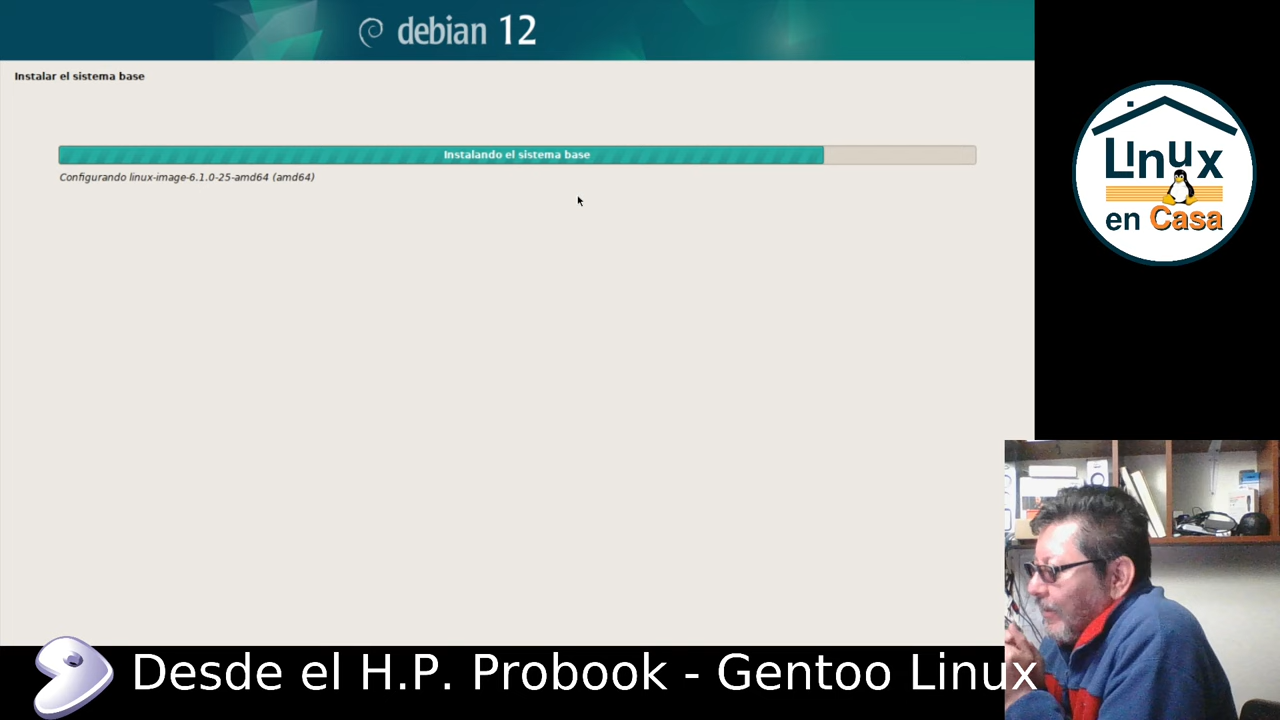 debian 12
Instalar el sistema base
Instalando el sistema base
Configurando linux-image-6.1.0-25-amd64 (amd64)
Linux
en Casa
Desde el H.P. Probook - Gentoo Linux